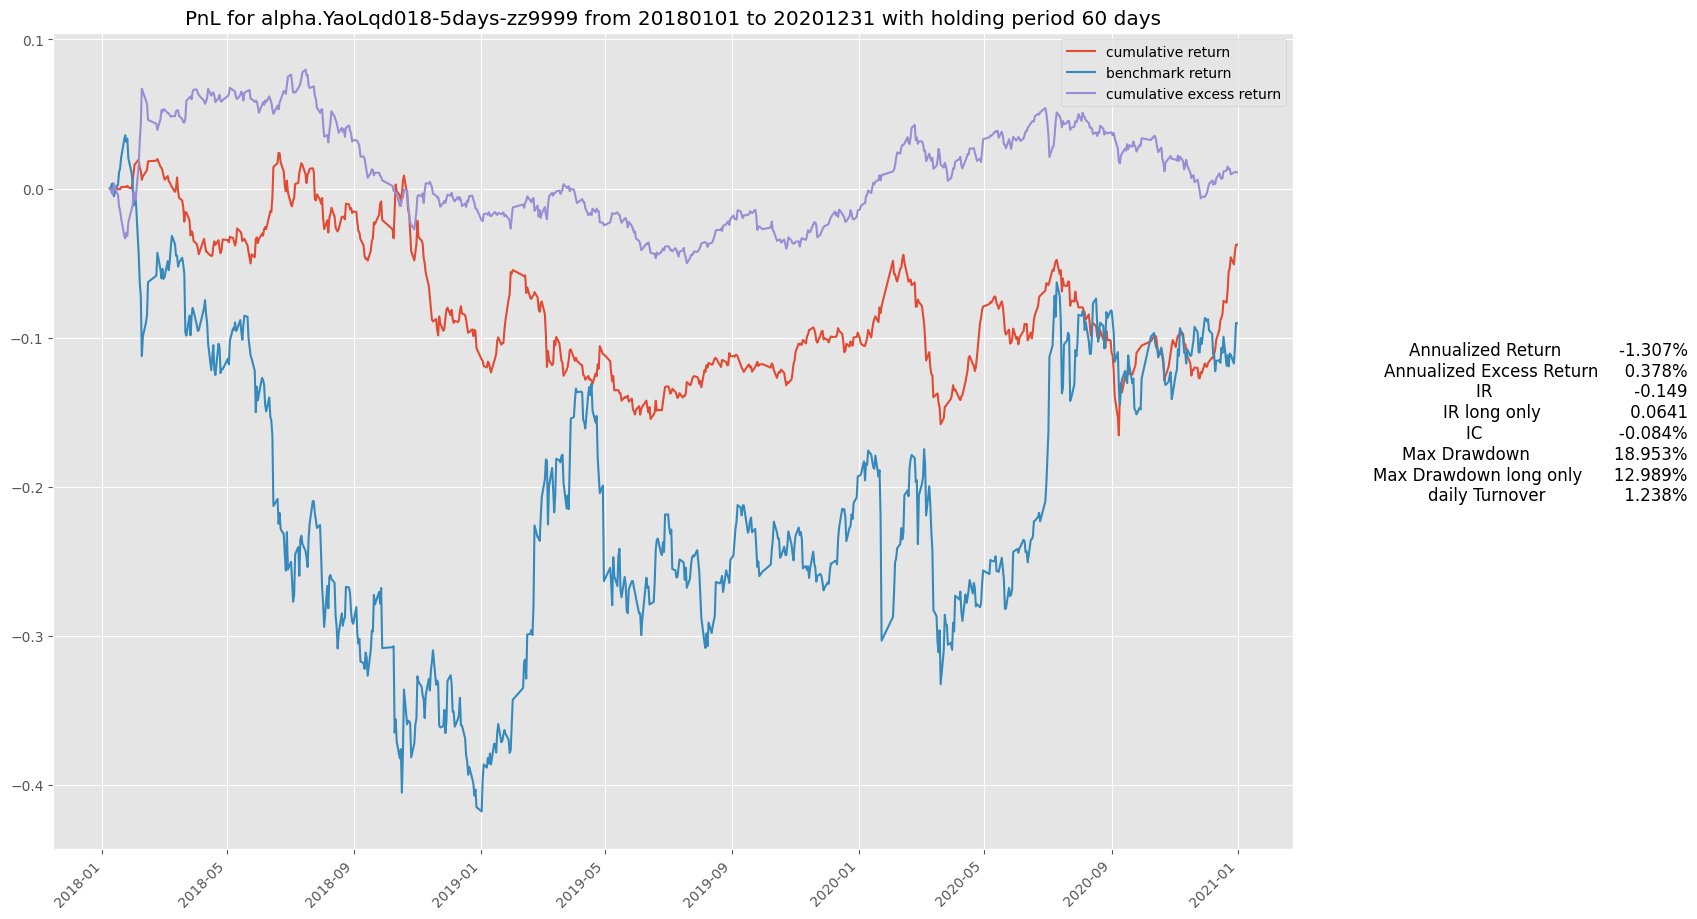 PnL for alpha.YaoLqd018-5days-zz9999 from 20180101 to 20201231 with holding period 60 days
cumulative return
benchmark return
cumulative excess return
0.1
0.0
−0.1
−0.2
−0.3
−0.4
2018-01
2018-05
2018-09
2019-01
2019-05
2019-09
2020-01
2020-05
2020-09
2021-01
Annualized Return -1.307%
Annualized Excess Return 0.378%
IR -0.149
IR long only 0.0641
IC -0.084%
Max Drawdown 18.953%
Max Drawdown long only 12.989%
daily Turnover 1.238%